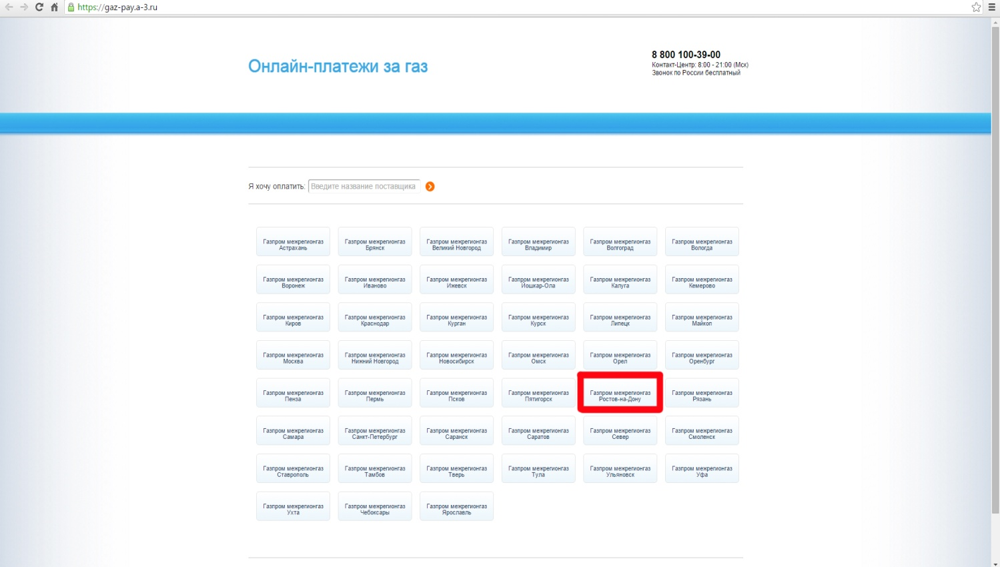 https://gaz-pay.a-3.ru
Онлайн-платежи за газ
8 800 100-39-00
Контакт-Центр: 8:00 - 21:00 (Мск)
Звонок по России бесплатный
Я хочу оплатить: Введите название поставщика
Газпром межрегионгаз Астрахань
Газпром межрегионгаз Брянск
Газпром межрегионгаз Великий Новгород
Газпром межрегионгаз Владимир
Газпром межрегионгаз Волгоград
Газпром межрегионгаз Вологда
Газпром межрегионгаз Воронеж
Газпром межрегионгаз Иваново
Газпром межрегионгаз Ижевск
Газпром межрегионгаз Йошкар-Ола
Газпром межрегионгаз Калуга
Газпром межрегионгаз Кемерово
Газпром межрегионгаз Киров
Газпром межрегионгаз Краснодар
Газпром межрегионгаз Курган
Газпром межрегионгаз Курск
Газпром межрегионгаз Липецк
Газпром межрегионгаз Майкоп
Газпром межрегионгаз Москва
Газпром межрегионгаз Нижний Новгород
Газпром межрегионгаз Новосибирск
Газпром межрегионгаз Омск
Газпром межрегионгаз Орел
Газпром межрегионгаз Оренбург
Газпром межрегионгаз Пенза
Газпром межрегионгаз Пермь
Газпром межрегионгаз Псков
Газпром межрегионгаз Пятигорск
Газпром межрегионгаз Ростов-на-Дону
Газпром межрегионгаз Рязань
Газпром межрегионгаз Самара
Газпром межрегионгаз Санкт-Петербург
Газпром межрегионгаз Саранск
Газпром межрегионгаз Саратов
Газпром межрегионгаз Север
Газпром межрегионгаз Смоленск
Газпром межрегионгаз Ставрополь
Газпром межрегионгаз Тамбов
Газпром межрегионгаз Тверь
Газпром межрегионгаз Тула
Газпром межрегионгаз Ульяновск
Газпром межрегионгаз Уфа
Газпром межрегионгаз Ухта
Газпром межрегионгаз Чебоксары
Газпром межрегионгаз Ярославль